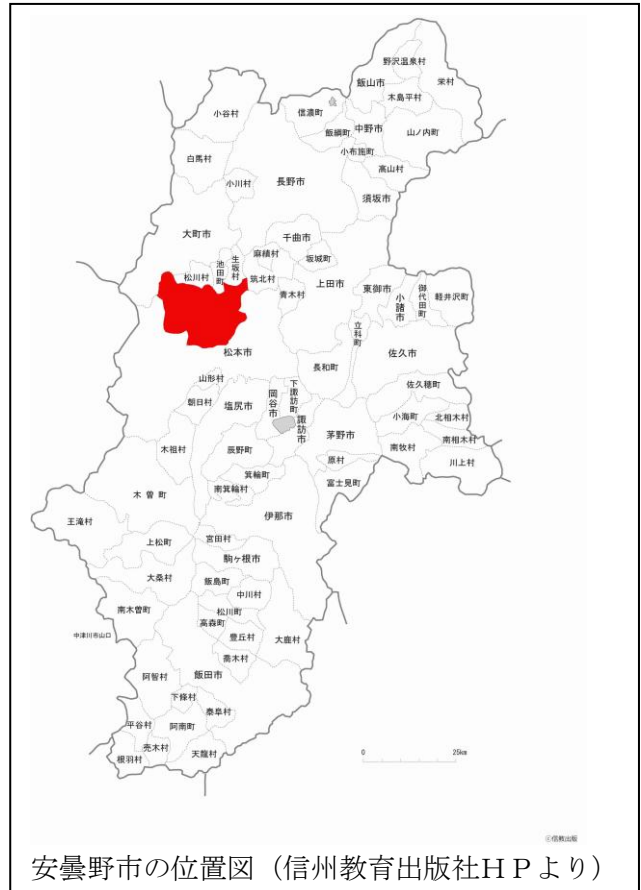 野沢温泉村
飯山市
栄村
木島平村
小谷村
信濃町
飯綱町
中野市
山ノ内町
小布施町
白馬村
高山村
小川村
長野市
須坂市
大町市
千曲市
麻績村
坂城町
生坂村
池田町
松川村
筑北村
上田市
青木村
東御市
小諸市
御代田町
軽井沢町
立科町
松本市
佐久市
長和町
山形村
下諏訪町
佐久穂町
朝日村
塩尻市
岡谷市
諏訪市
小海町
北相木村
茅野市
南相木村
木祖村
辰野町
原村
南牧村
川上村
箕輪町
富士見町
南箕輪村
木曽町
伊那市
王滝村
宮田村
上松町
駒ヶ根市
大桑村
飯島町
中川村
南木曽町
松川町
高森町
豊丘村
大鹿村
中津川市山口
喬木村
阿智村
飯田市
下條村
泰阜村
平谷村
阿南町
売木村
天龍村
根羽村
0 25km
©信教出版
安曇野市の位置図（信州教育出版社ＨＰより）